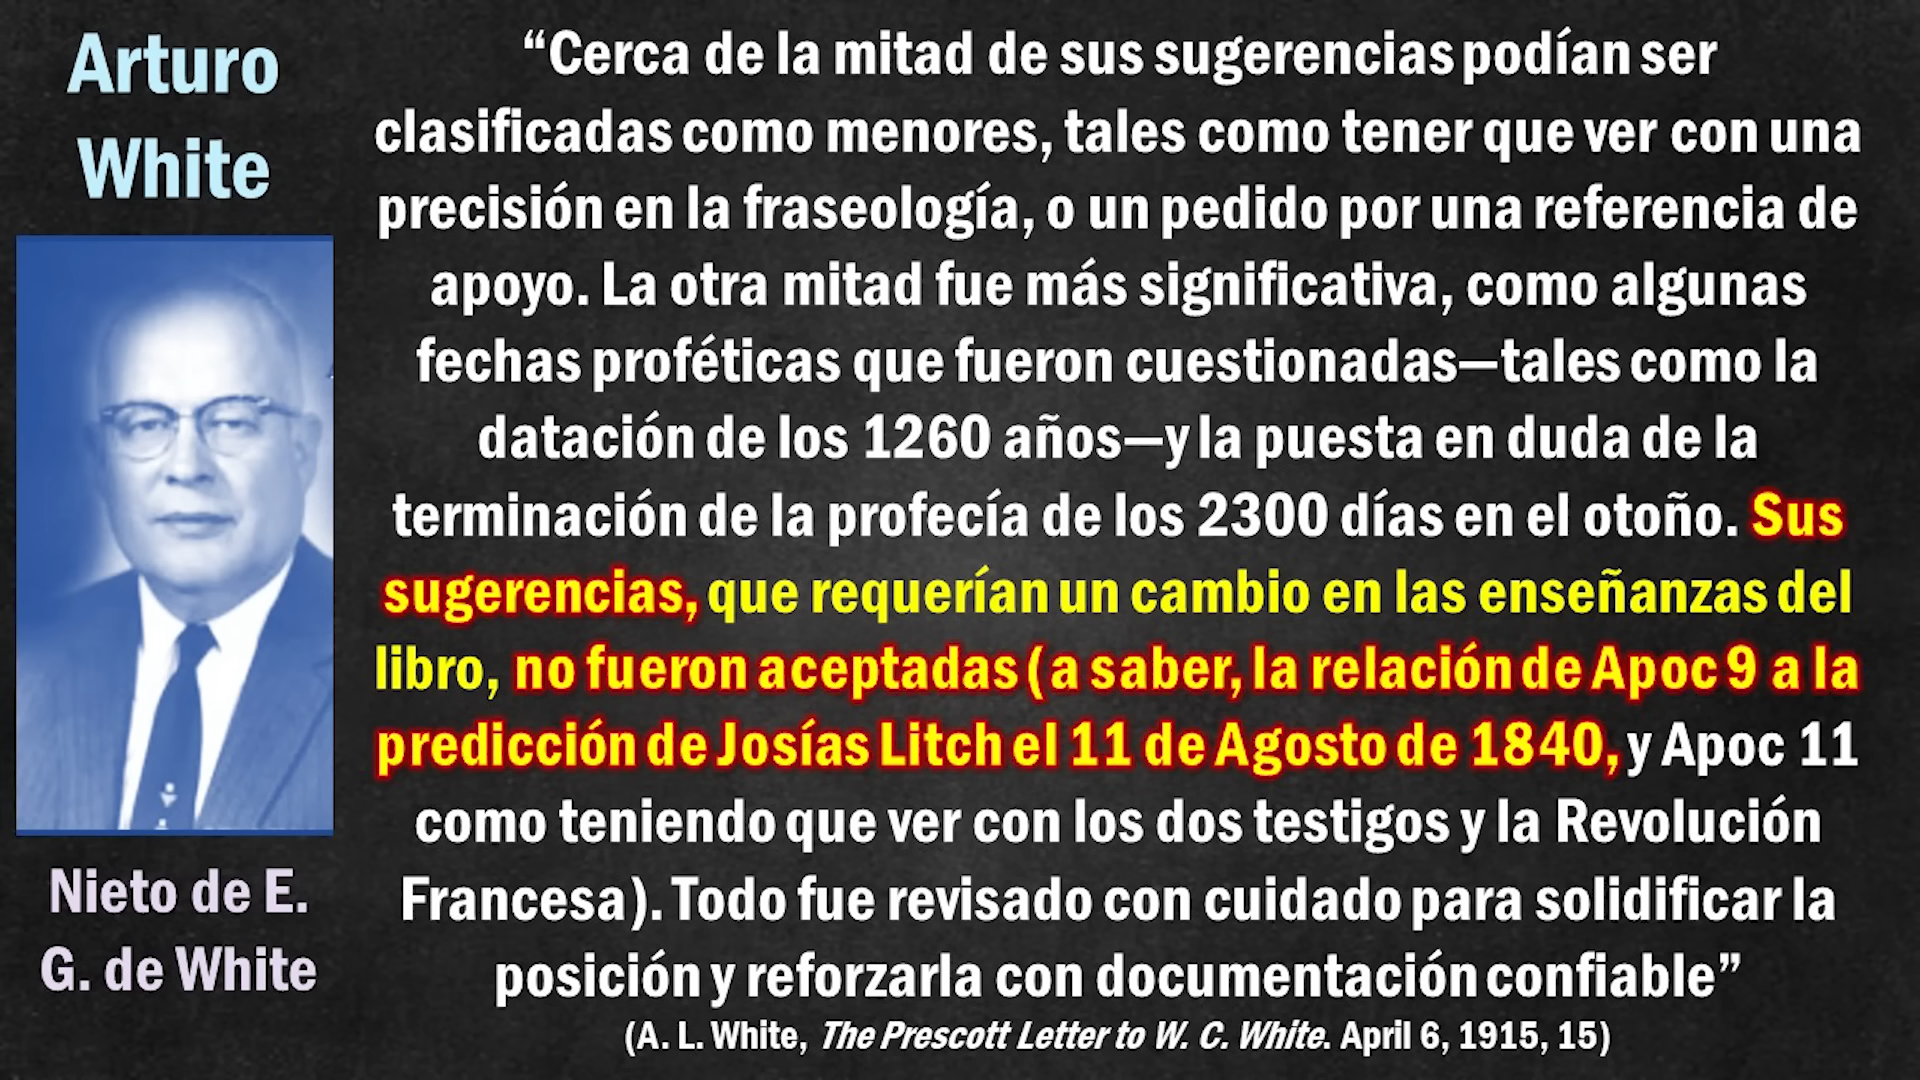 Arturo
White
“Cerca de la mitad de sus sugerencias podían ser
clasificadas como menores, tales como tener que ver con una
precisión en la fraseología, o un pedido por una referencia de
apoyo. La otra mitad fue más significativa, como algunas
fechas proféticas que fueron cuestionadas—tales como la
datación de los 1260 años—y la puesta en duda de la
terminación de la profecía de los 2300 días en el otoño. Sus
sugerencias, que requerían un cambio en las enseñanzas del
libro, no fueron aceptadas (a saber, la relación de Apoc 9 a la
predicción de Josías Litch el 11 de Agosto de 1840, y Apoc 11
como teniendo que ver con los dos testigos y la Revolución
Francesa). Todo fue revisado con cuidado para solidificar la
posición y reforzarla con documentación confiable”
(A. L. White, The Prescott Letter to W. C. White. April 6, 1915, 15)
Nieto de E.
G. de White